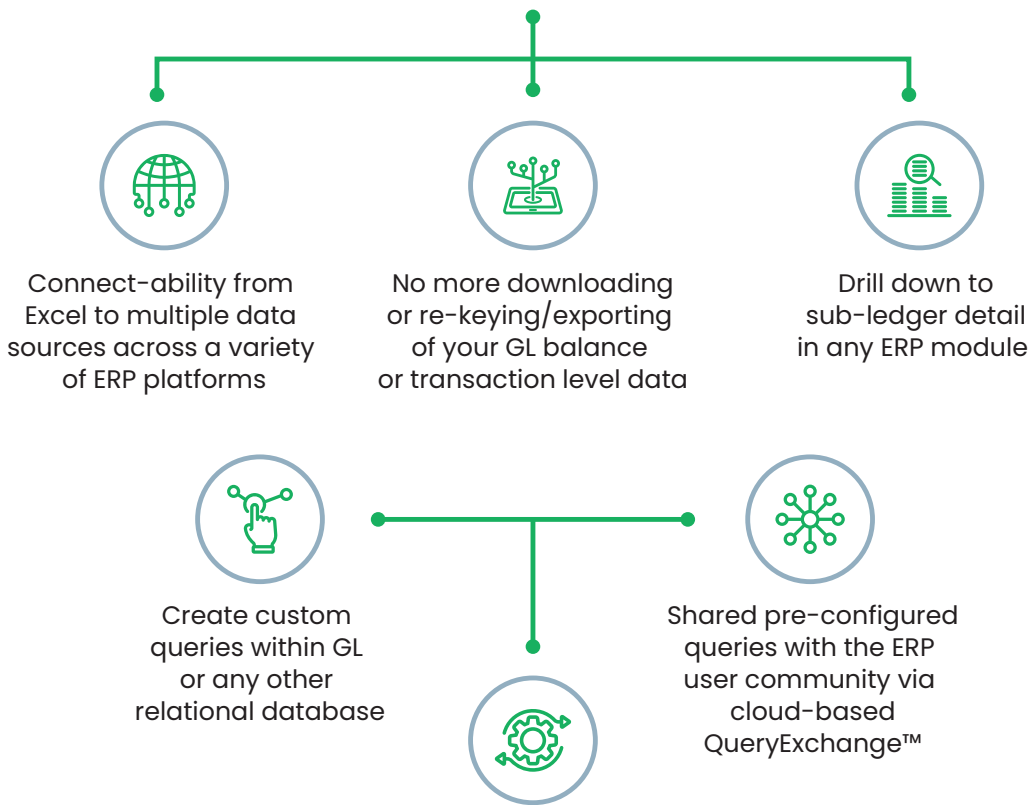 Connect-ability from
Excel to multiple data
sources across a variety
of ERP platforms
No more downloading
or re-keying/exporting
of your GL balance
or transaction level data
Drill down to
sub-ledger detail
in any ERP module
Create custom
queries within GL
or any other
relational database
Shared pre-configured
queries with the ERP
user community via
cloud-based
QueryExchange™